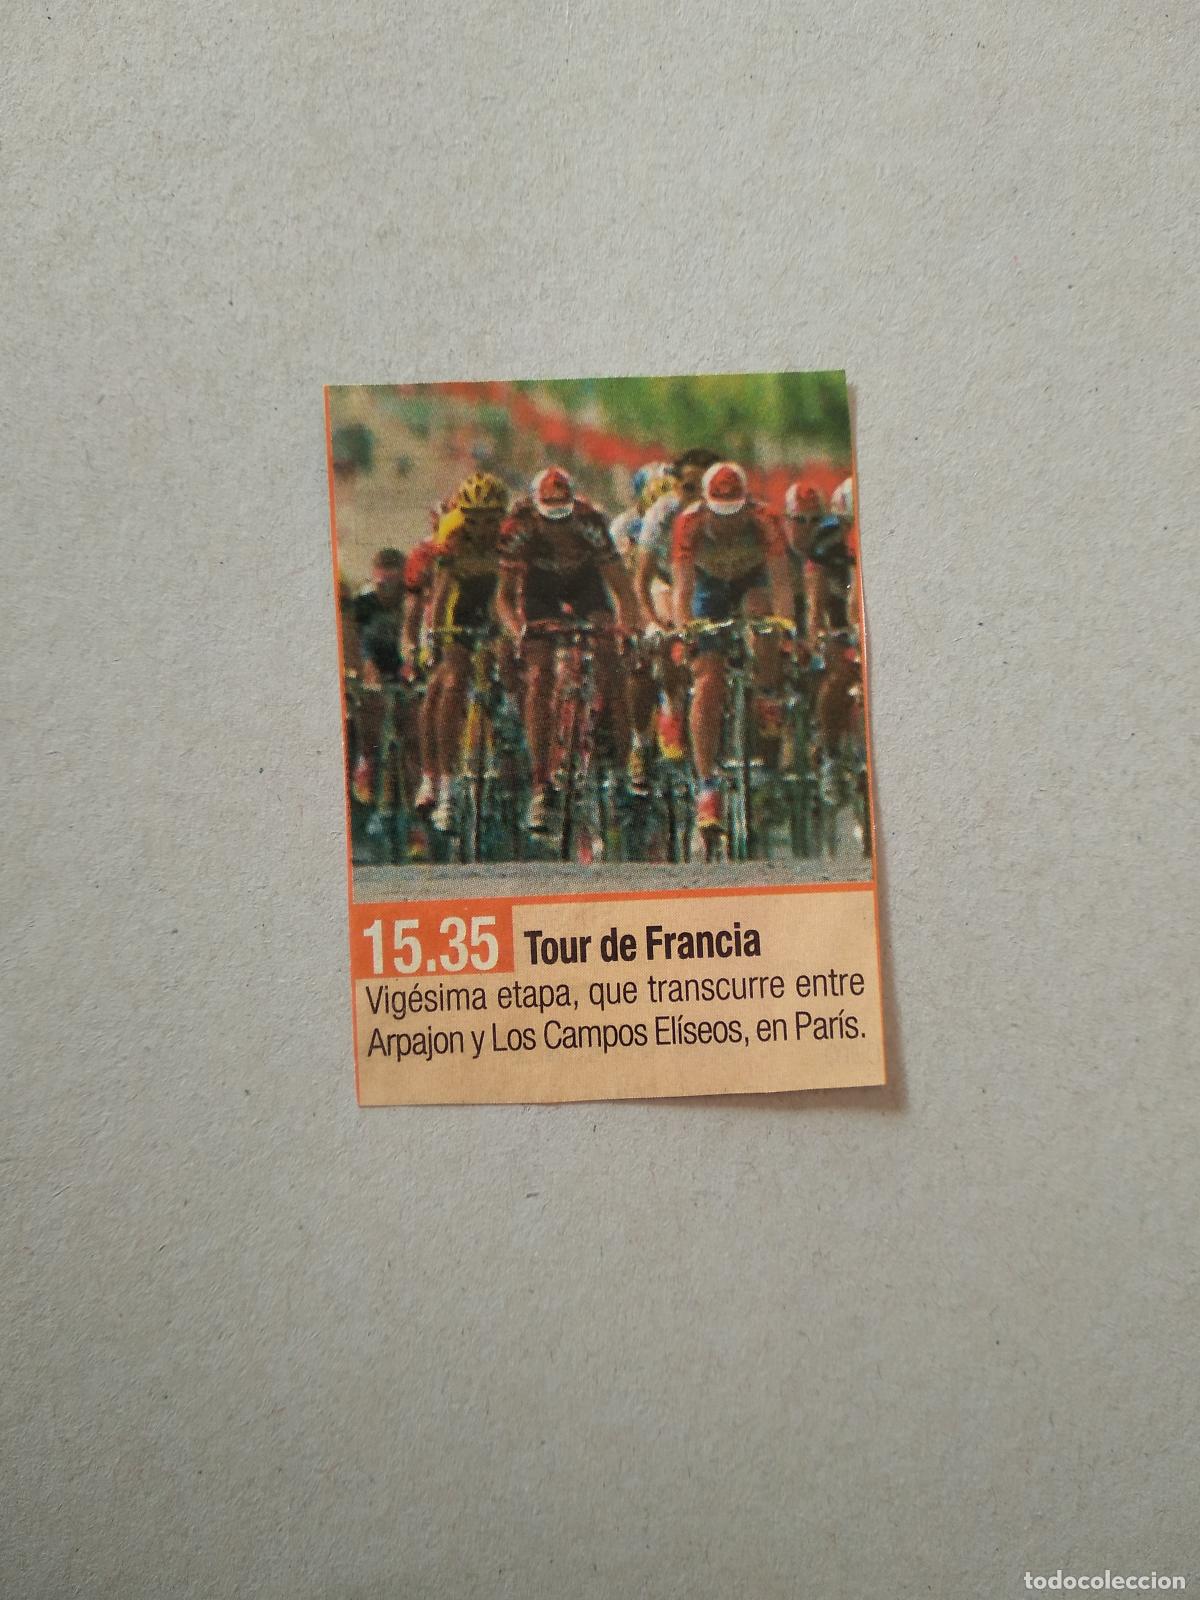 15.35 Tour de Francia
Vigésima etapa, que transcurre entre
Arpajon y Los Campos Elíseos, en París.
todocoleccion